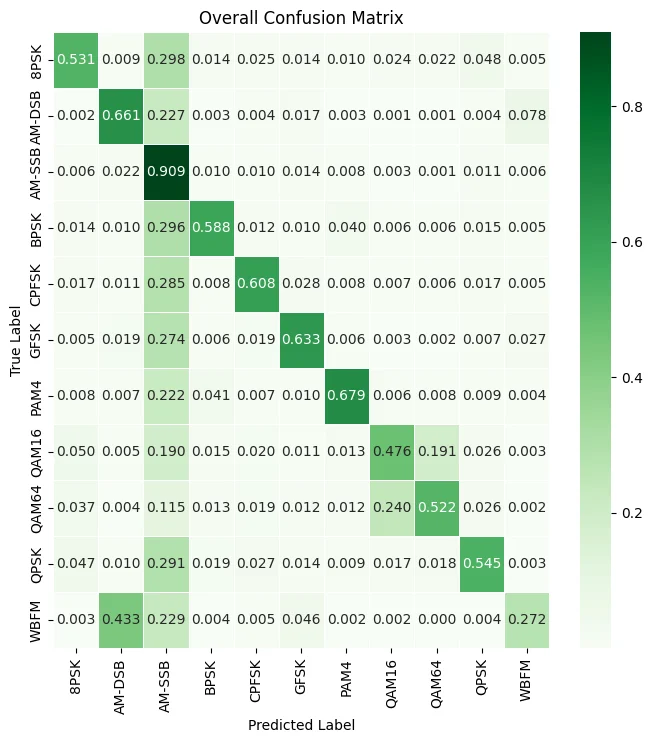 Overall Confusion Matrix
True Label
8PSK 0.531 0.009 0.298 0.014 0.025 0.014 0.010 0.024 0.022 0.048 0.005
AM-DSB 0.002 0.661 0.227 0.003 0.004 0.017 0.003 0.001 0.001 0.004 0.078
AM-SSB 0.006 0.022 0.909 0.010 0.010 0.014 0.008 0.003 0.001 0.011 0.006
BPSK 0.014 0.010 0.296 0.588 0.012 0.010 0.040 0.006 0.006 0.015 0.005
CPFSK 0.017 0.011 0.285 0.008 0.608 0.028 0.008 0.007 0.006 0.017 0.005
GFSK 0.005 0.019 0.274 0.006 0.019 0.633 0.006 0.003 0.002 0.007 0.027
PAM4 0.008 0.007 0.222 0.041 0.007 0.010 0.679 0.006 0.008 0.009 0.004
QAM16 0.050 0.005 0.190 0.015 0.020 0.011 0.013 0.476 0.191 0.026 0.003
QAM64 0.037 0.004 0.115 0.013 0.019 0.011 0.012 0.240 0.522 0.026 0.002
QPSK 0.047 0.010 0.291 0.019 0.027 0.014 0.009 0.017 0.018 0.545 0.003
WBFM 0.003 0.433 0.229 0.004 0.005 0.046 0.002 0.002 0.000 0.004 0.272
8PSK AM-DSB AM-SSB BPSK CPFSK GFSK PAM4 QAM16 QAM64 QPSK WBFM
Predicted Label
0.8
0.6
0.4
0.2